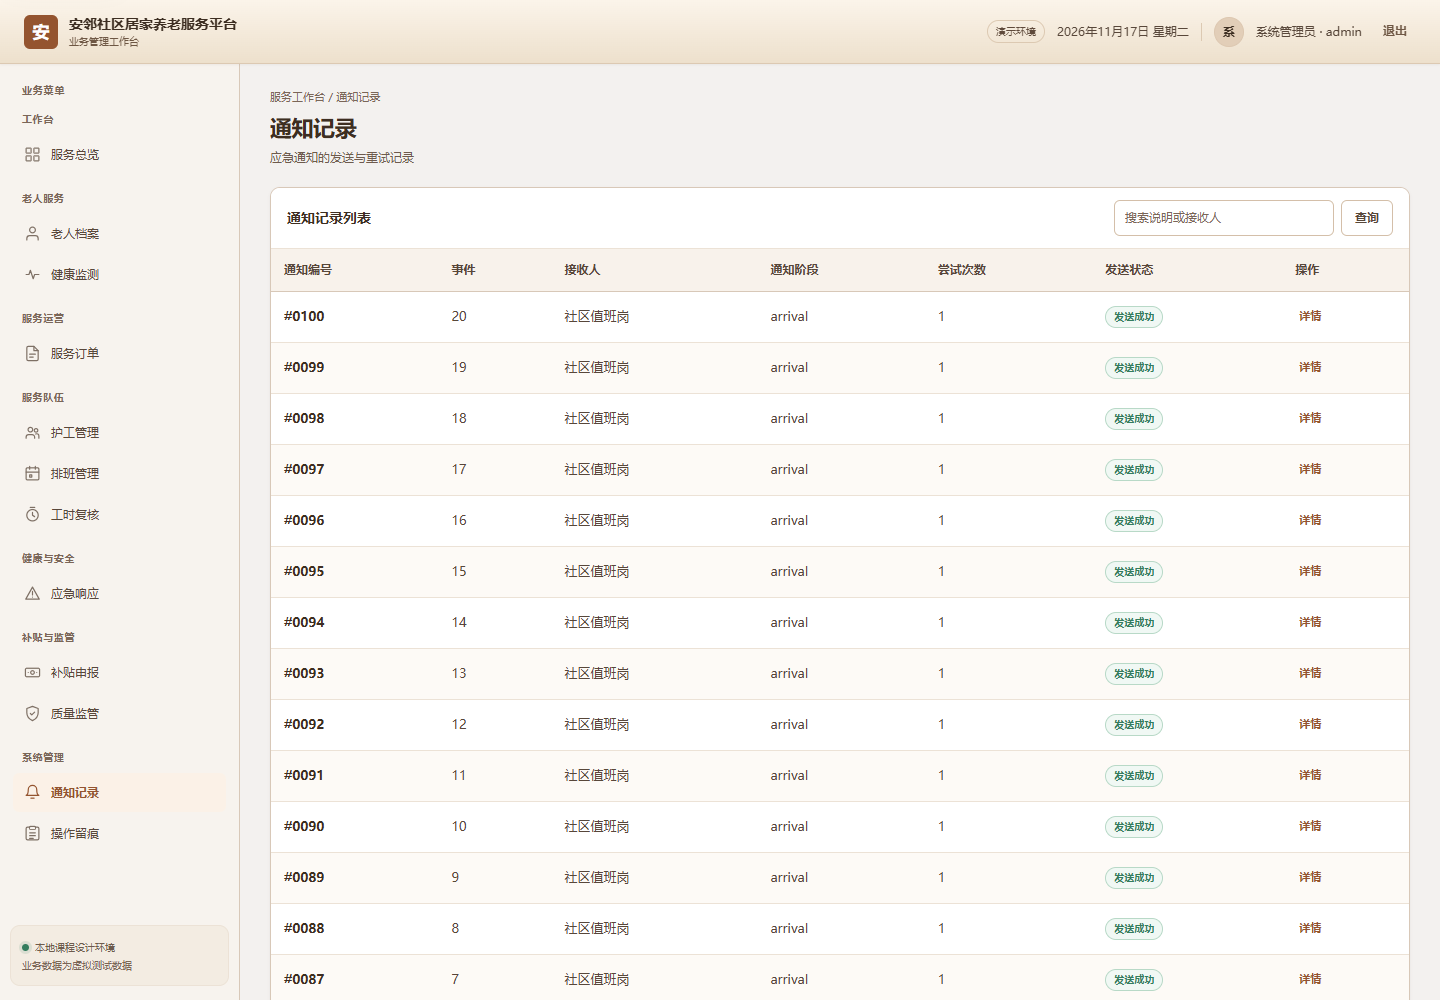 安
安邻社区居家养老服务平台
业务管理工作台
演示环境
2026年11月17日 星期二
系
系统管理员 · admin
退出
业务菜单
工作台
服务总览
老人服务
老人档案
健康监测
服务运营
服务订单
服务队伍
护工管理
排班管理
工时复核
健康与安全
应急响应
补贴与监管
补贴申报
质量监管
系统管理
通知记录
操作留痕
本地课程设计环境
业务数据为虚拟测试数据
服务工作台 / 通知记录
通知记录
应急通知的发送与重试记录
通知记录列表
搜索说明或接收人
查询
通知编号 事件 接收人 通知阶段 尝试次数 发送状态 操作
#0100 20 社区值班岗 arrival 1 发送成功 详情
#0099 19 社区值班岗 arrival 1 发送成功 详情
#0098 18 社区值班岗 arrival 1 发送成功 详情
#0097 17 社区值班岗 arrival 1 发送成功 详情
#0096 16 社区值班岗 arrival 1 发送成功 详情
#0095 15 社区值班岗 arrival 1 发送成功 详情
#0094 14 社区值班岗 arrival 1 发送成功 详情
#0093 13 社区值班岗 arrival 1 发送成功 详情
#0092 12 社区值班岗 arrival 1 发送成功 详情
#0091 11 社区值班岗 arrival 1 发送成功 详情
#0090 10 社区值班岗 arrival 1 发送成功 详情
#0089 9 社区值班岗 arrival 1 发送成功 详情
#0088 8 社区值班岗 arrival 1 发送成功 详情
#0087 7 社区值班岗 arrival 1 发送成功 详情